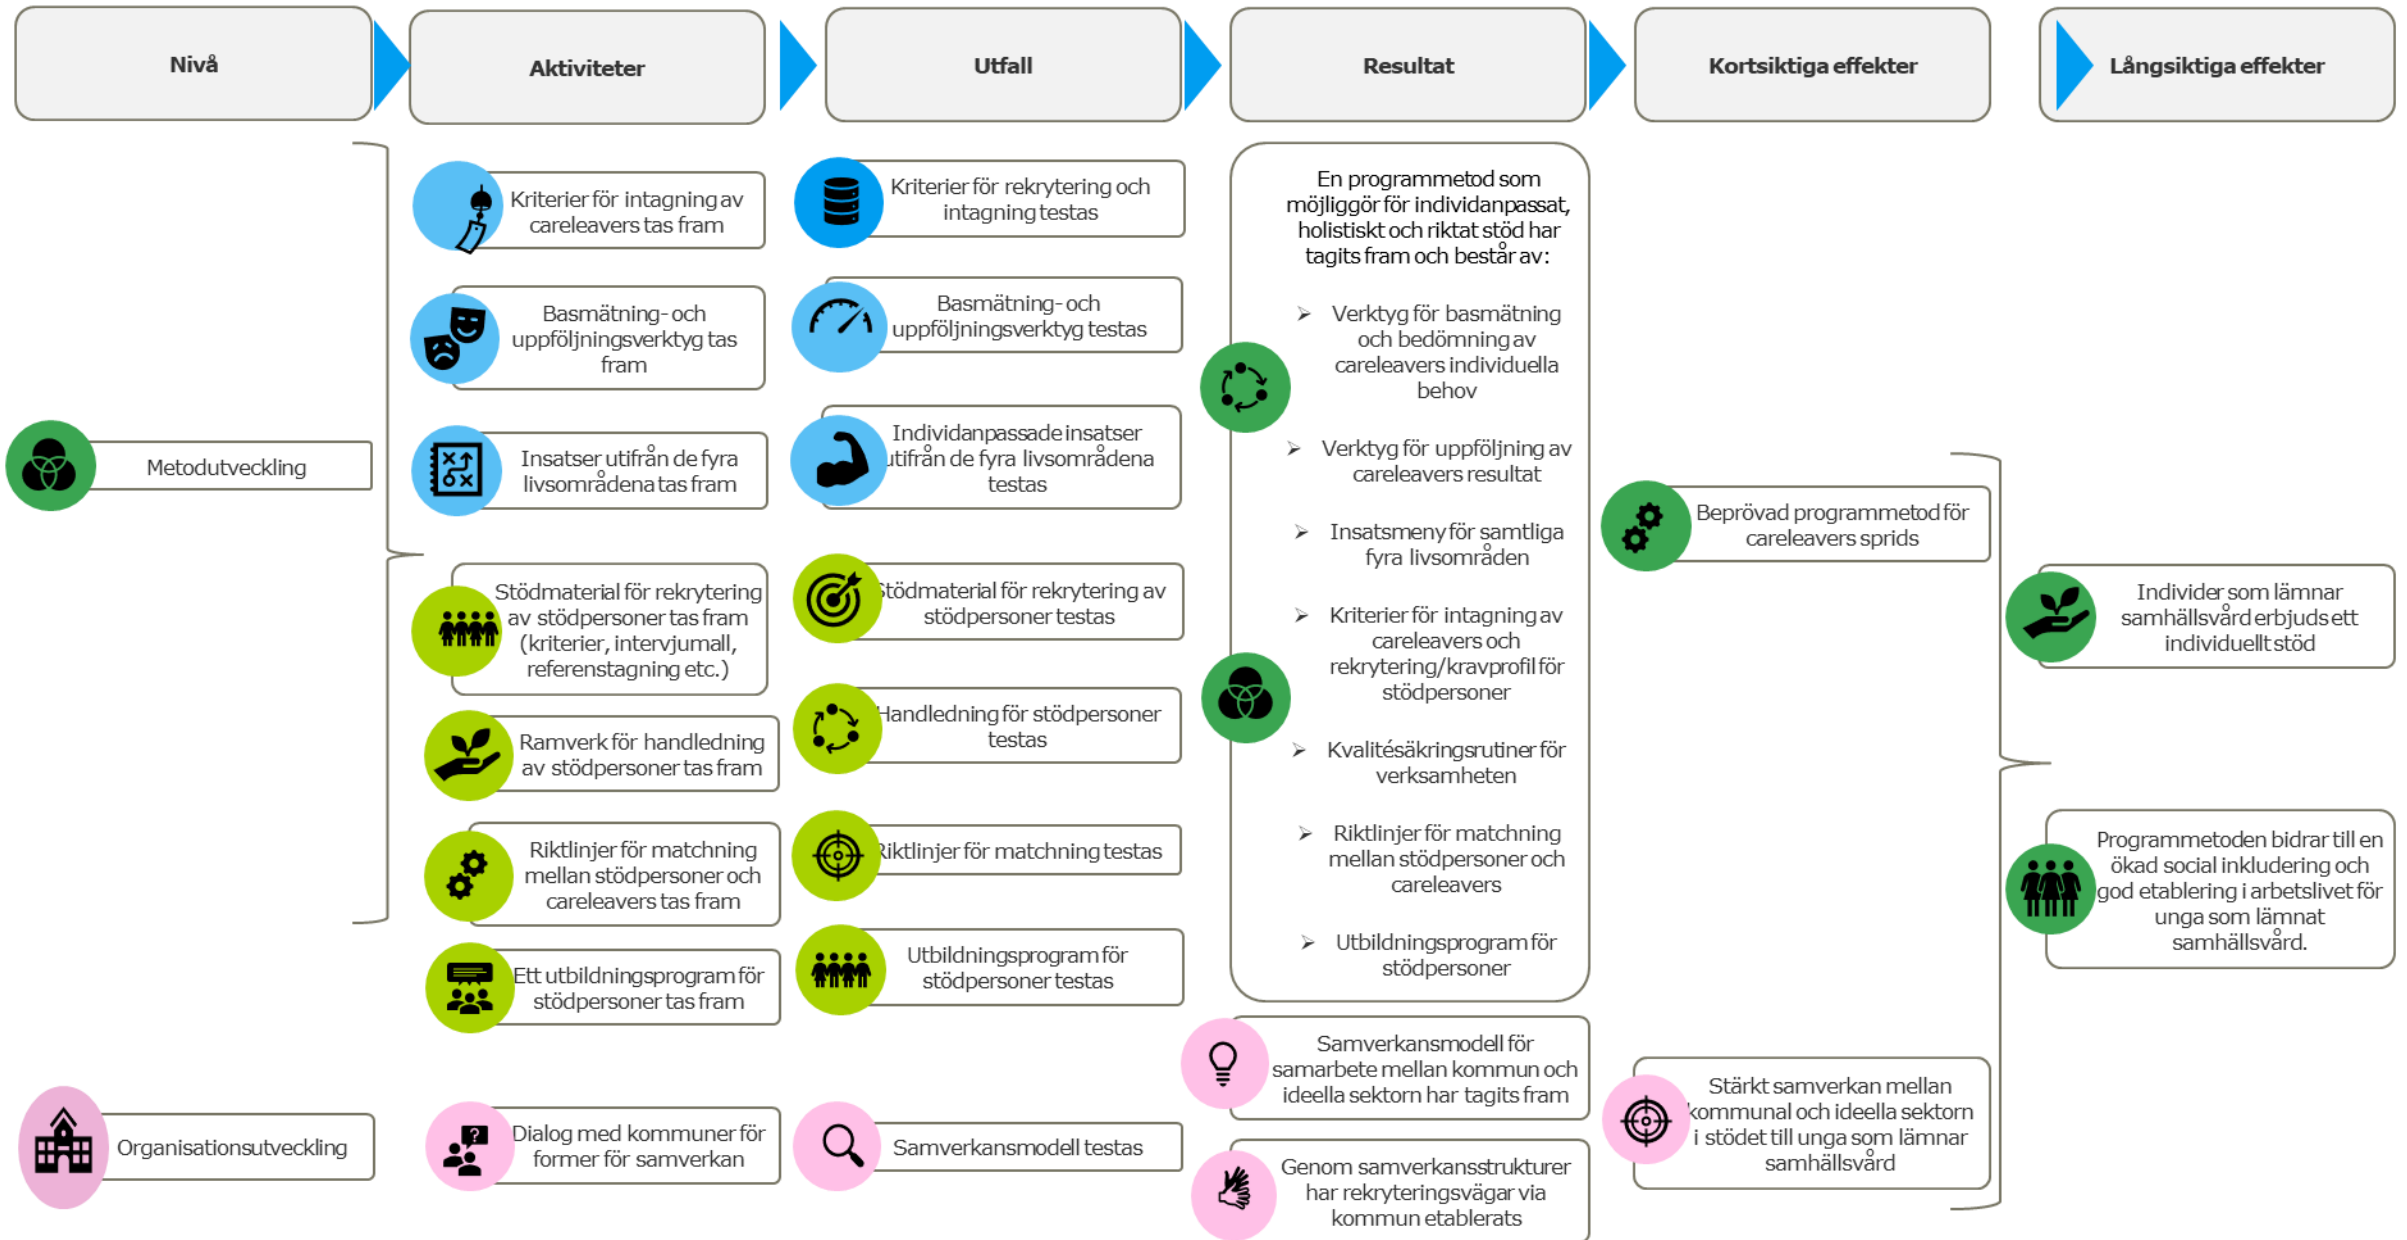 Nivå
Aktiviteter
Utfall
Resultat
Kortsiktiga effekter
Långsiktiga effekter
Metodutveckling
Organisationsutveckling
Kriterier för intagning av
careleavers tas fram
Basmätning- och
uppföljningsverktyg tas
fram
Insatser utifrån de fyra
livsområdena tas fram
Stödmaterial för rekrytering
av stödpersoner tas fram
(kriterier, intervjumall,
referenstagning etc.)
Ramverk för handledning
av stödpersoner tas fram
Riktlinjer för matchning
mellan stödpersoner och
careleavers tas fram
Ett utbildningsprogram för
stödpersoner tas fram
Dialog med kommuner för
former för samverkan
Kriterier för rekrytering och
intagning testas
Basmätning- och
uppföljningsverktyg testas
Individanpassade insatser
utifrån de fyra livsområdena
testas
Stödmaterial för rekrytering av
stödpersoner testas
Handledning för stödpersoner
testas
Riktlinjer för matchning testas
Utbildningsprogram för
stödpersoner testas
Samverkansmodell testas
En programmetod som
möjliggör för individanpassat,
holistiskt och riktat stöd har
tagits fram och består av:
➢ Verktyg för basmätning
och bedömning av
careleavers individuella
behov
➢ Verktyg för uppföljning av
careleavers resultat
➢ Insatsmeny för samtliga
fyra livsområden
➢ Kriterier för intagning av
careleavers och
rekrytering/kravprofil för
stödpersoner
➢ Kvalitésäkringsrutiner för
verksamheten
➢ Riktlinjer för matchning
mellan stödpersoner och
careleavers
➢ Utbildningsprogram för
stödpersoner
Samverkansmodell för
samarbete mellan kommun och
ideella sektorn har tagits fram
Genom samverkansstrukturer
har rekryteringsvägar via
kommun etablerats
Beprövad programmetod för
careleavers sprids
Stärkt samverkan mellan
kommunal och ideella sektorn
i stödet till unga som lämnar
samhällsvård
Individer som lämnar
samhällsvård erbjuds ett
individuellt stöd
Programmetoden bidrar till en
ökad social inkludering och
god etablering i arbetslivet för
unga som lämnat
samhällsvård.